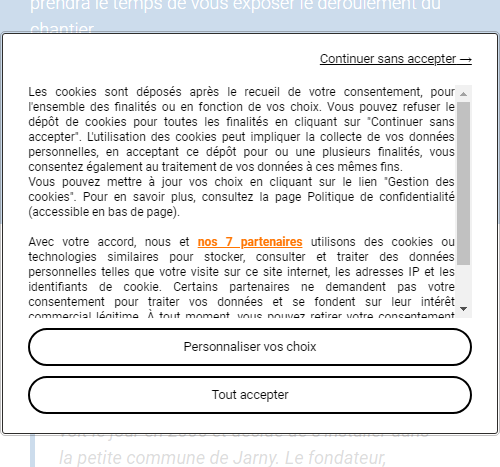 prendra le temps de vous exposer le déroulement du
chantier
Continuer sans accepter →
Les cookies sont déposés après le recueil de votre consentement, pour
l'ensemble des finalités ou en fonction de vos choix. Vous pouvez refuser le
dépôt de cookies pour toutes les finalités en cliquant sur "Continuer sans
accepter". L'utilisation des cookies peut impliquer la collecte de vos données
personnelles, en acceptant ce dépôt pour ou une plusieurs finalités, vous
consentez également au traitement de vos données à ces mêmes fins.
Vous pouvez mettre à jour vos choix en cliquant sur le lien "Gestion des
cookies". Pour en savoir plus, consultez la page Politique de confidentialité
(accessible en bas de page).
Avec votre accord, nous et nos 7 partenaires utilisons des cookies ou
technologies similaires pour stocker, consulter et traiter des données
personnelles telles que votre visite sur ce site internet, les adresses IP et les
identifiants de cookie. Certains partenaires ne demandent pas votre
consentement pour traiter vos données et se fondent sur leur intérêt
commercial légitime. À tout moment, vous pouvez retirer votre consentement
Personnaliser vos choix
Tout accepter
la petite commune de Jarny. Le fondateur,